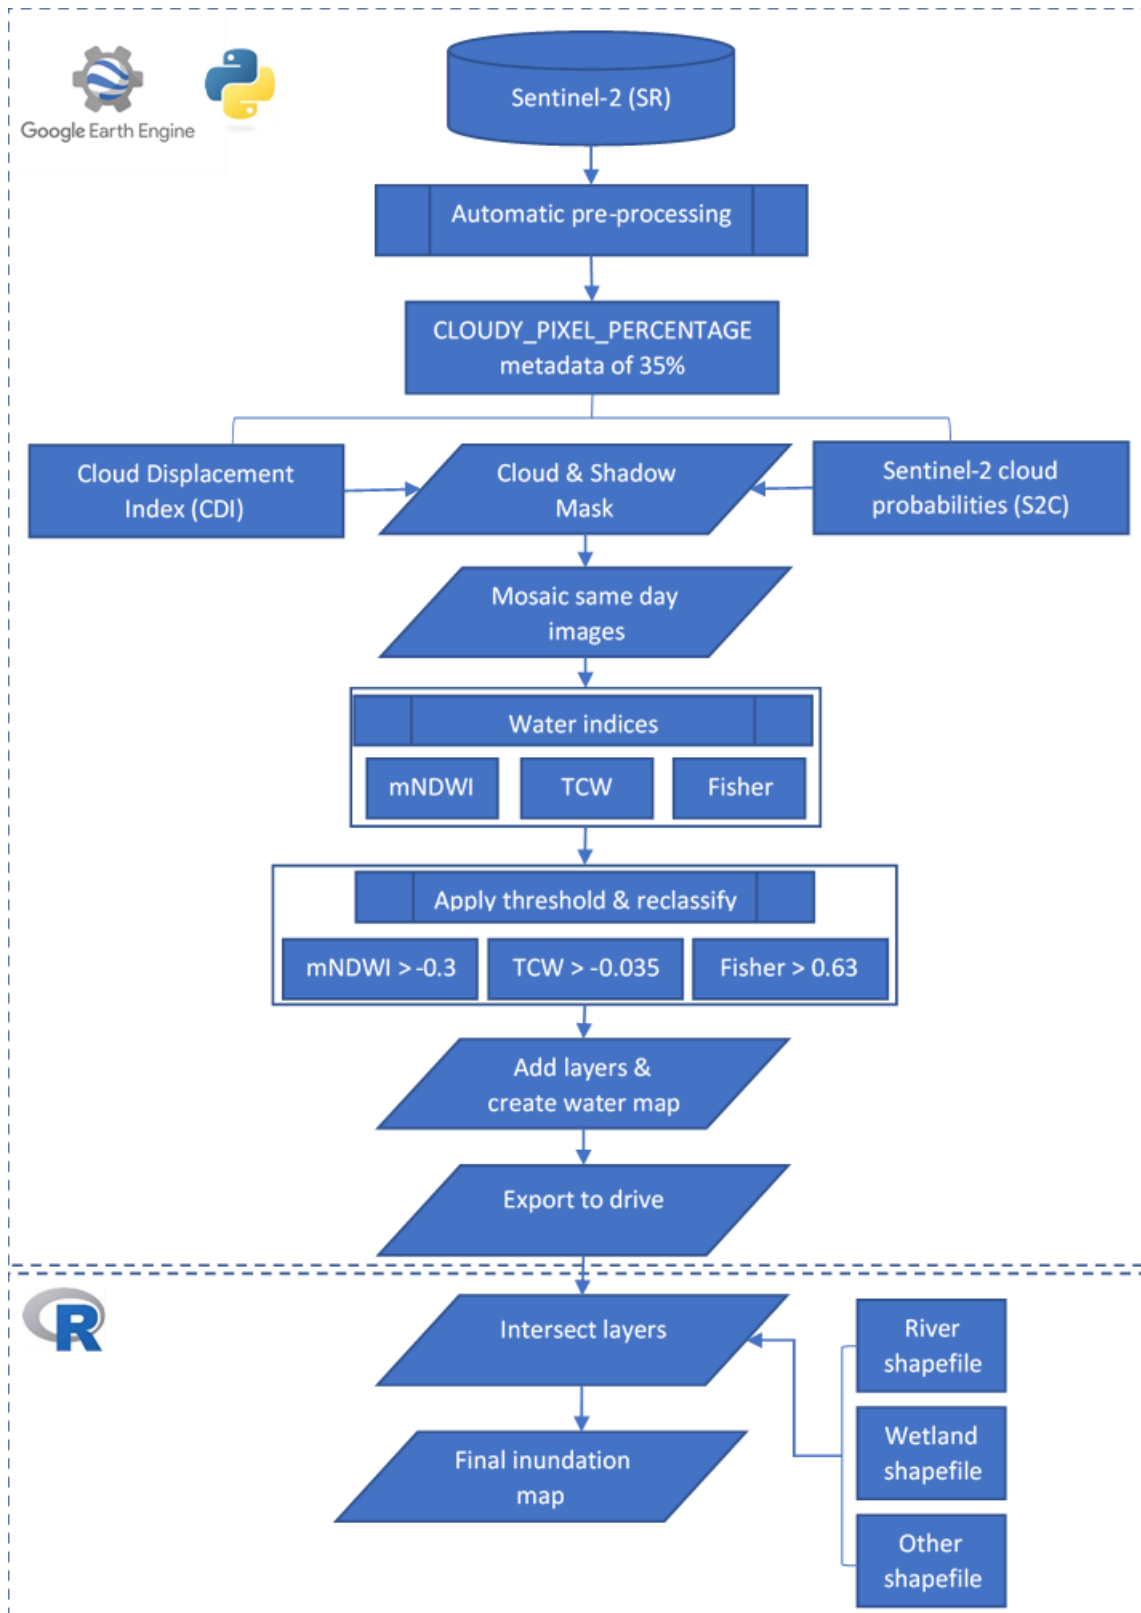 Google Earth Engine
Sentinel-2 (SR)
Automatic pre-processing
CLOUDY_PIXEL_PERCENTAGE
metadata of 35%
Cloud Displacement
Index (CDI)
Cloud & Shadow
Mask
Sentinel-2 cloud
probabilities (S2C)
Mosaic same day
images
Water indices
mNDWI
TCW
Fisher
Apply threshold & reclassify
mNDWI > -0.3
TCW > -0.035
Fisher > 0.63
Add layers &
create water map
Export to drive
R
Intersect layers
River
shapefile
Wetland
shapefile
Final inundation
map
Other
shapefile